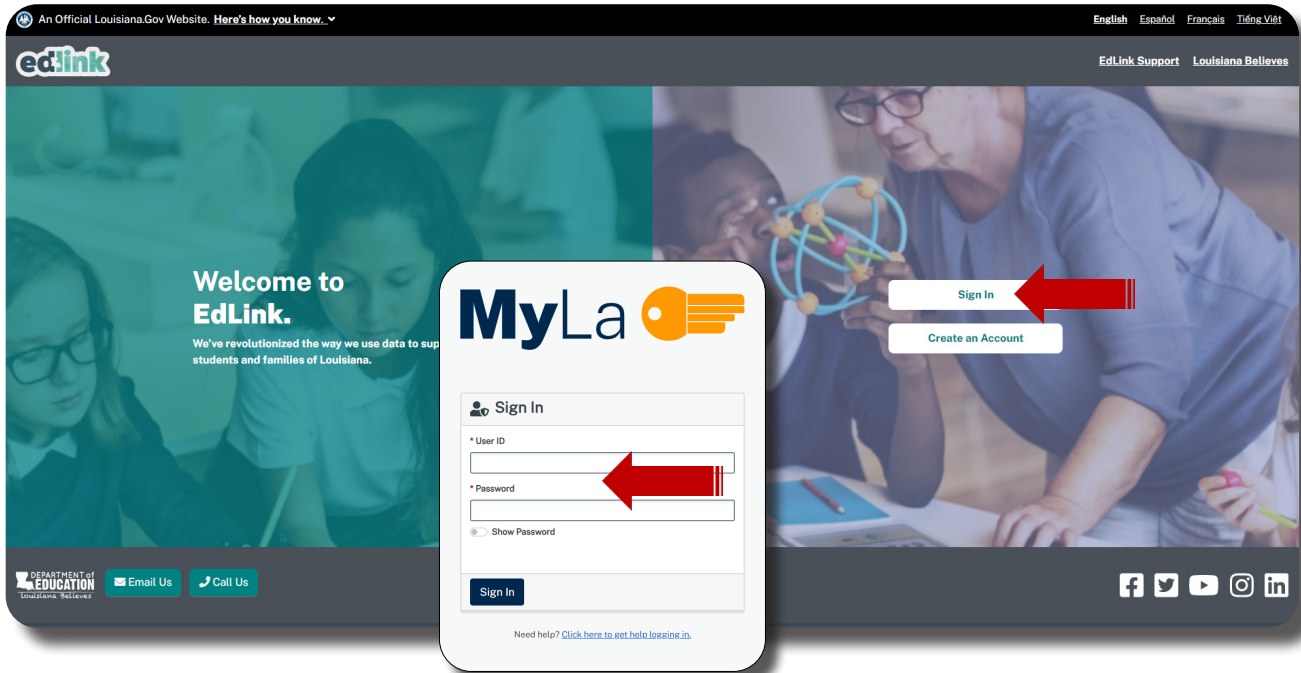 An Official Louisiana.Gov Website. Here's how you know.
English Español Français Tiếng Việt
edlink
EdLink Support Louisiana Believes
Welcome to
EdLink.
We've revolutionized the way we use data to sup
students and families of Louisiana.
Sign In
Create an Account
MyLa
Sign In
* User ID
* Password
Show Password
Sign In
Need help? Click here to get help logging in.
DEPARTMENT of
EDUCATION
Louisiana Believes
Email Us
Call Us